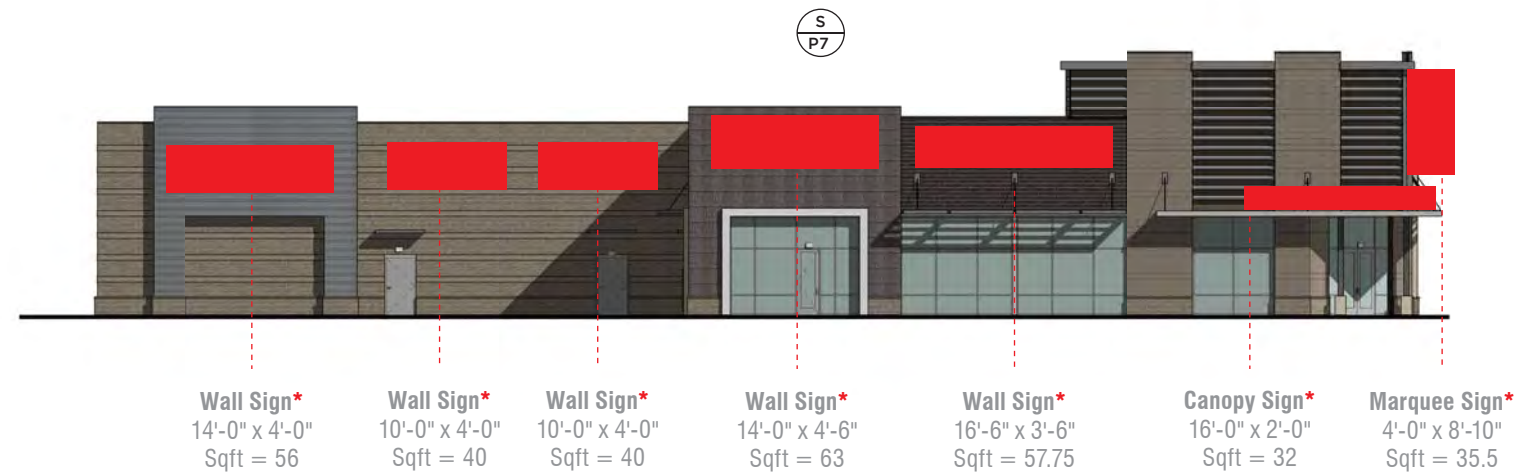 S
P7
Wall Sign*
14'-0" x 4'-0"
Sqft = 56
Wall Sign*
10'-0" x 4'-0"
Sqft = 40
Wall Sign*
10'-0" x 4'-0"
Sqft = 40
Wall Sign*
14'-0" x 4'-6"
Sqft = 63
Wall Sign*
16'-6" x 3'-6"
Sqft = 57.75
Canopy Sign*
16'-0" x 2'-0"
Sqft = 32
Marquee Sign*
4'-0" x 8'-10"
Sqft = 35.5